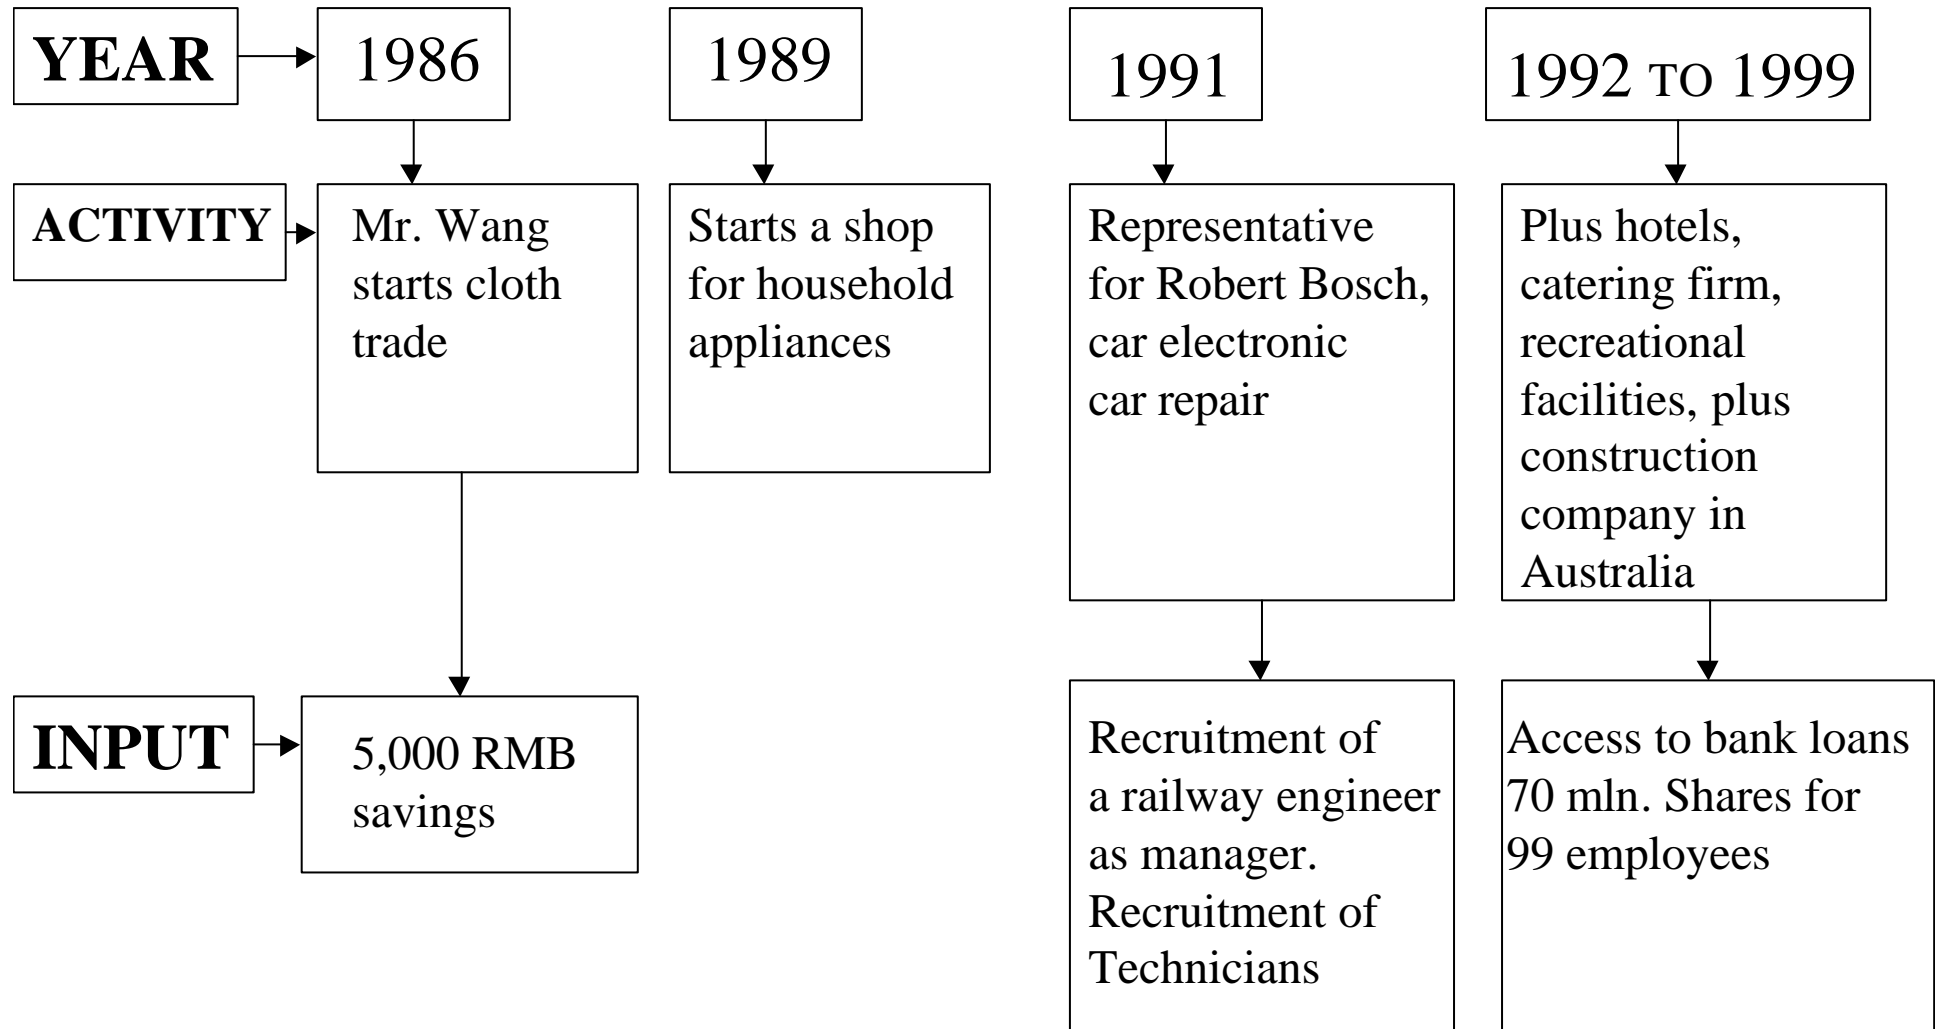 YEAR
1986
1989
1991
1992 TO 1999
ACTIVITY
Mr. Wang
starts cloth
trade
Starts a shop
for household
appliances
Representative
for Robert Bosch,
car electronic
car repair
Plus hotels,
catering firm,
recreational
facilities, plus
construction
company in
Australia
INPUT
5,000 RMB
savings
Recruitment of
a railway engineer
as manager.
Recruitment of
Technicians
Access to bank loans
70 mln. Shares for
99 employees